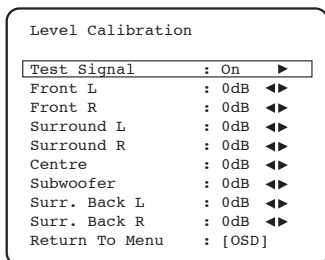 Level Calibration
Test Signal : On ►
Front L : 0dB ◄►
Front R : 0dB ◄►
Surround L : 0dB ◄►
Surround R : 0dB ◄►
Centre : 0dB ◄►
Subwoofer : 0dB ◄►
Surr. Back L : 0dB ◄►
Surr. Back R : 0dB ◄►
Return To Menu : [OSD]